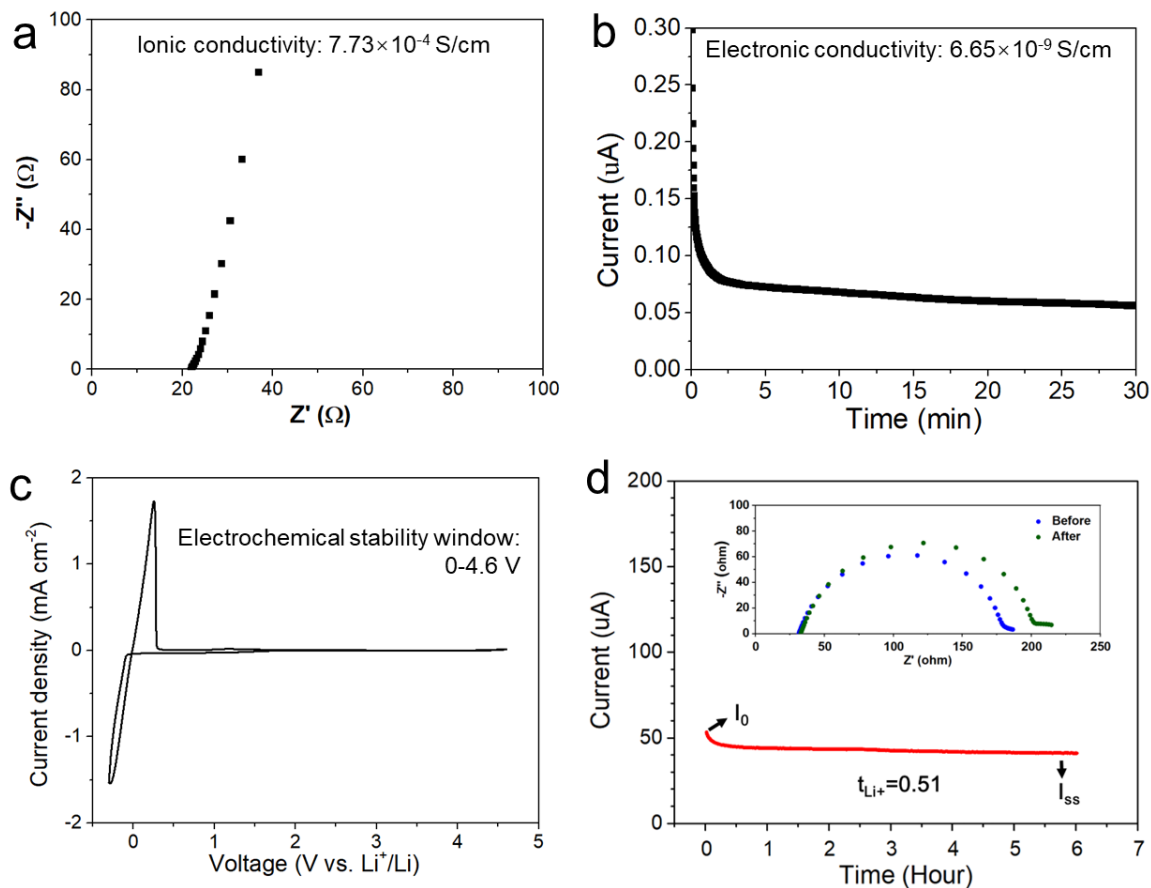 a
Ionic conductivity: 7.73×10⁻⁴ S/cm
100
80
60
40
20
0
-Z'' (Ω)
0 20 40 60 80 100
Z' (Ω)
b
Electronic conductivity: 6.65×10⁻⁹ S/cm
0.30
0.25
0.20
0.15
0.10
0.05
0.00
Current (uA)
0 5 10 15 20 25 30
Time (min)
c
Electrochemical stability window:
0-4.6 V
2
1
0
-1
-2
Current density (mA cm⁻²)
0 1 2 3 4 5
Voltage (V vs. Li⁺/Li)
d
200
150
100
50
0
Current (uA)
100
80
60
40
20
0
-Z'' (ohm)
Before
After
0 50 100 150 200 250
Z' (ohm)
I₀
t_Li+=0.51
I_ss
0 1 2 3 4 5 6 7
Time (Hour)